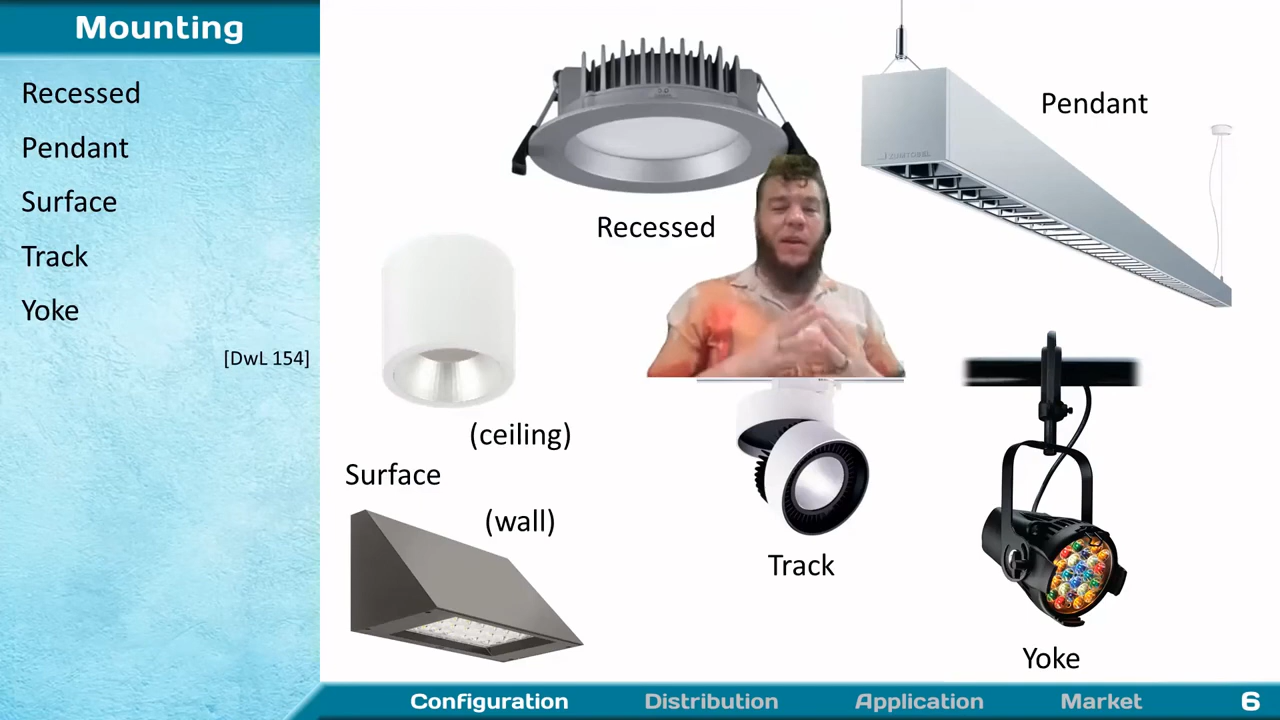 Mounting
Recessed
Pendant
Surface
Track
Yoke
[DwL 154]
Recessed
Pendant
(ceiling)
Surface
(wall)
Track
Yoke
Configuration
Distribution
Application
Market
6